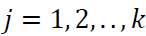 j = 1, 2, . . , k